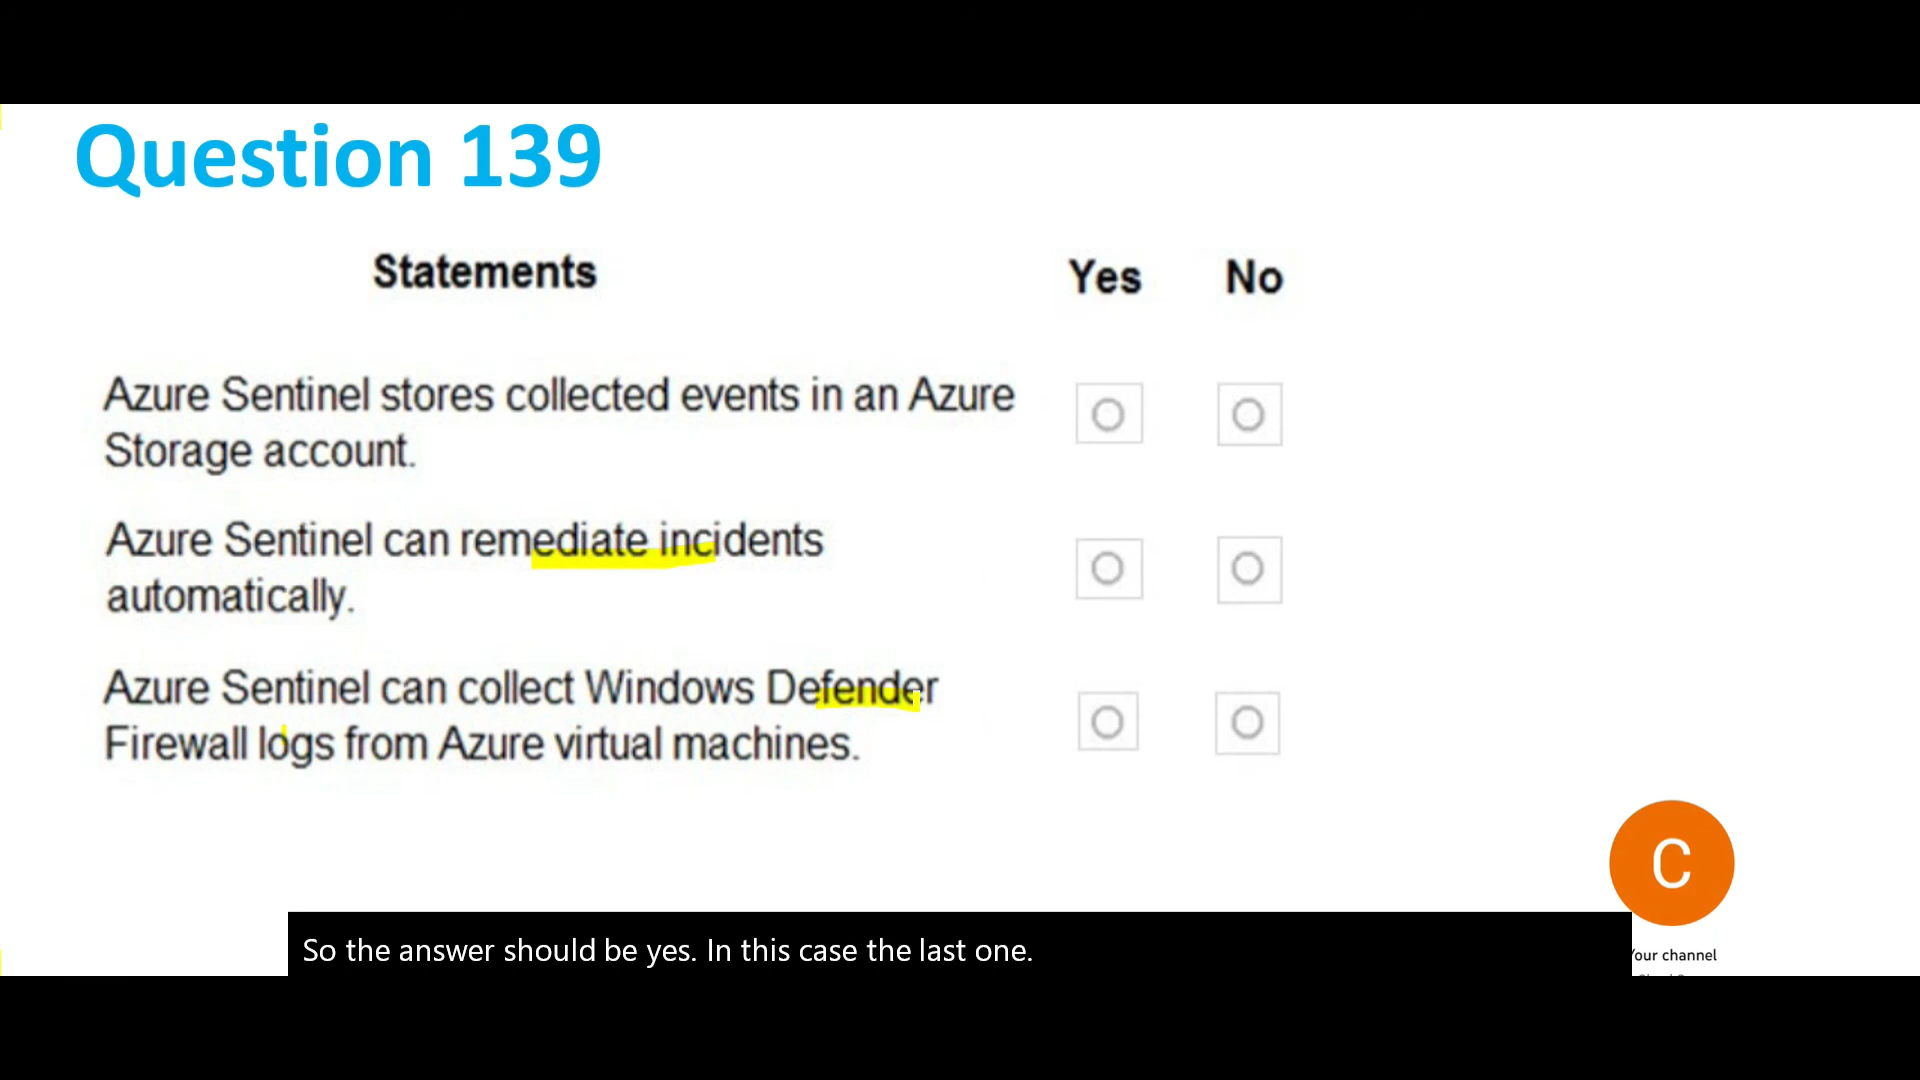 Question 139
Statements Yes No
Azure Sentinel stores collected events in an Azure
Storage account.
Azure Sentinel can remediate incidents
automatically.
Azure Sentinel can collect Windows Defender
Firewall logs from Azure virtual machines.
C
So the answer should be yes. In this case the last one.
Your channel